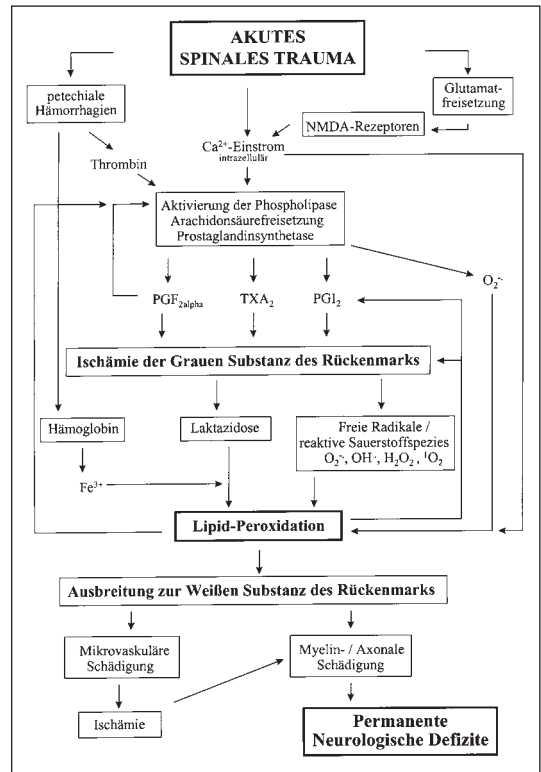 AKUTES
SPINALES TRAUMA
petechiale
Hämorrhagien
Glutamat-
freisetzung
NMDA-Rezeptoren
Ca²⁺-Einstrom
intrazellulär
Thrombin
Aktivierung der Phospholipase
Arachidonsäurefreisetzung
Prostaglandinsynthetase
O₂⁻·
PGF₂alpha
TXA₂
PGI₂
Ischämie der Grauen Substanz des Rückenmarks
Hämoglobin
Laktazidose
Freie Radikale /
reaktive Sauerstoffspezies
O₂⁻·, OH·, H₂O₂ , ¹O₂
Fe³⁺
Lipid-Peroxidation
Ausbreitung zur Weißen Substanz des Rückenmarks
Mikrovaskuläre
Schädigung
Myelin- / Axonale
Schädigung
Ischämie
Permanente
Neurologische Defizite